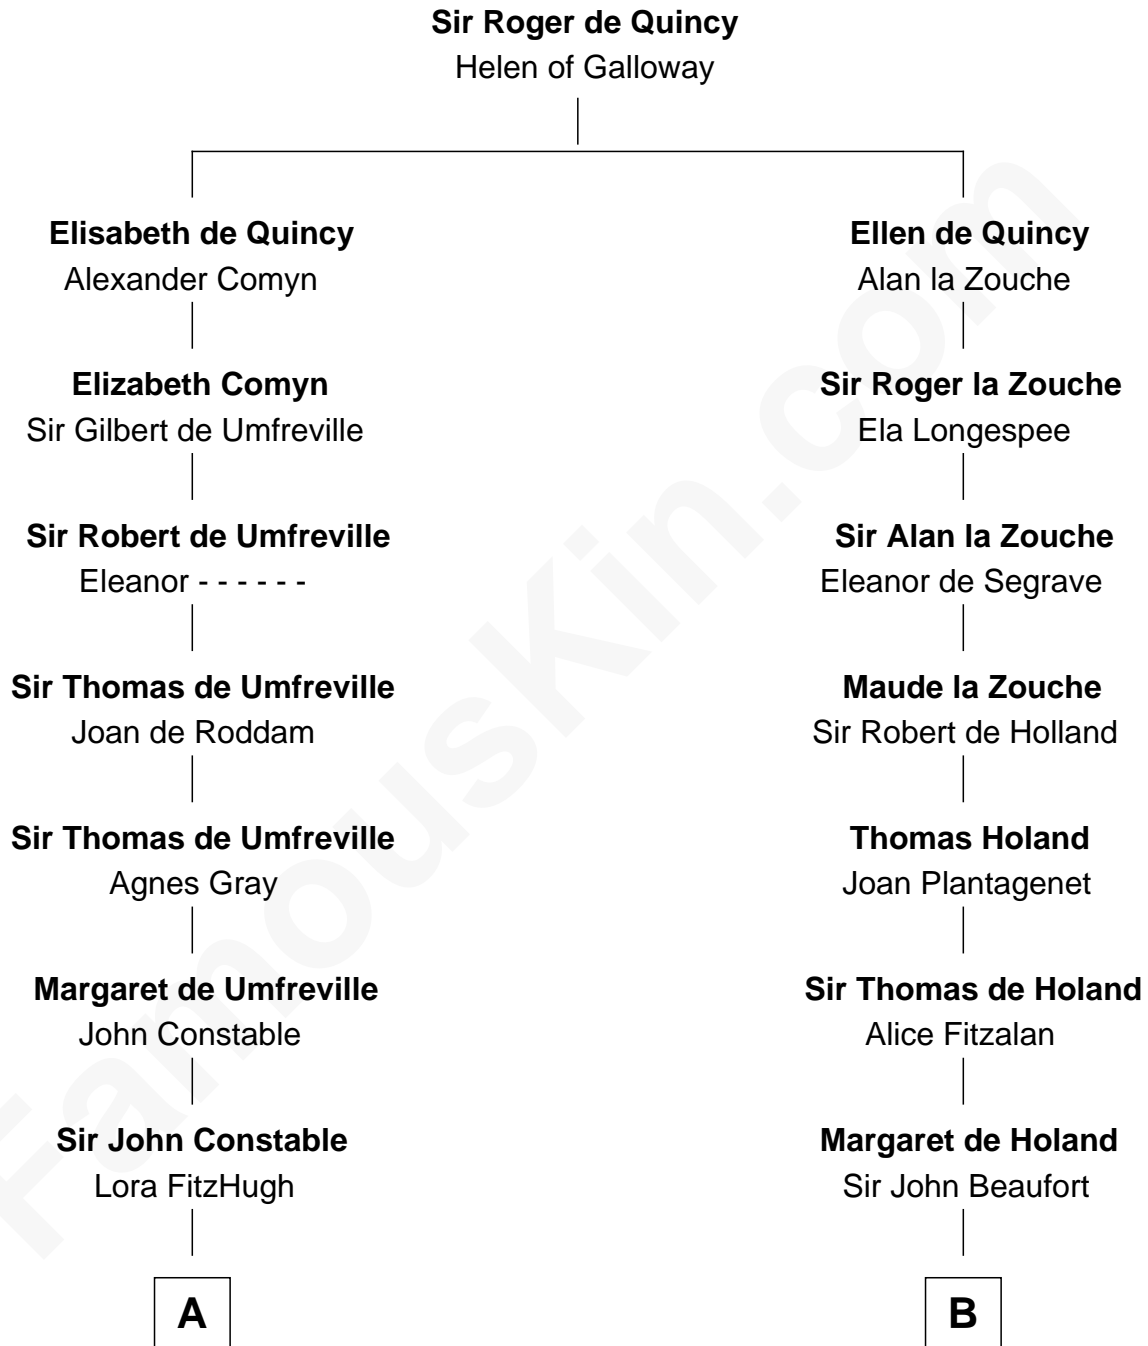 Sir Roger de Quincy
Helen of Galloway
Elisabeth de Quincy
Alexander Comyn
Ellen de Quincy
Alan la Zouche
Elizabeth Comyn
Sir Gilbert de Umfreville
Sir Roger la Zouche
Ela Longespee
Sir Robert de Umfreville
Eleanor - - - - - -
Sir Alan la Zouche
Eleanor de Segrave
Sir Thomas de Umfreville
Joan de Roddam
Maude la Zouche
Sir Robert de Holland
Sir Thomas de Umfreville
Agnes Gray
Thomas Holand
Joan Plantagenet
Margaret de Umfreville
John Constable
Sir Thomas de Holand
Alice Fitzalan
Sir John Constable
Lora FitzHugh
Margaret de Holand
Sir John Beaufort
A
B
FamousKin.com